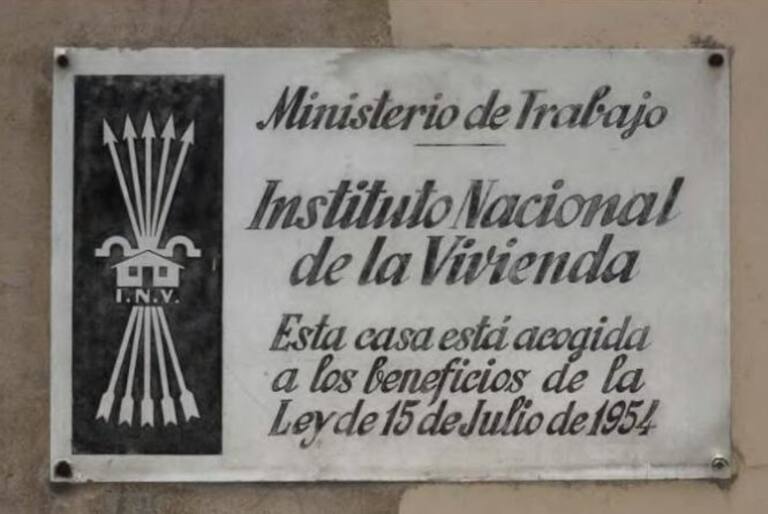 Ministerio de Trabajo
Instituto Nacional
de la Vivienda
I.N.V.
Esta casa está acogida
a los beneficios de la
Ley de 15 de Julio de 1954